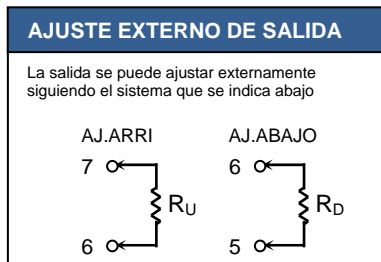 AJUSTE EXTERNO DE SALIDA
La salida se puede ajustar externamente
siguiendo el sistema que se indica abajo
AJ.ARRI AJ.ABAJO
7 6
RU RD
6 5